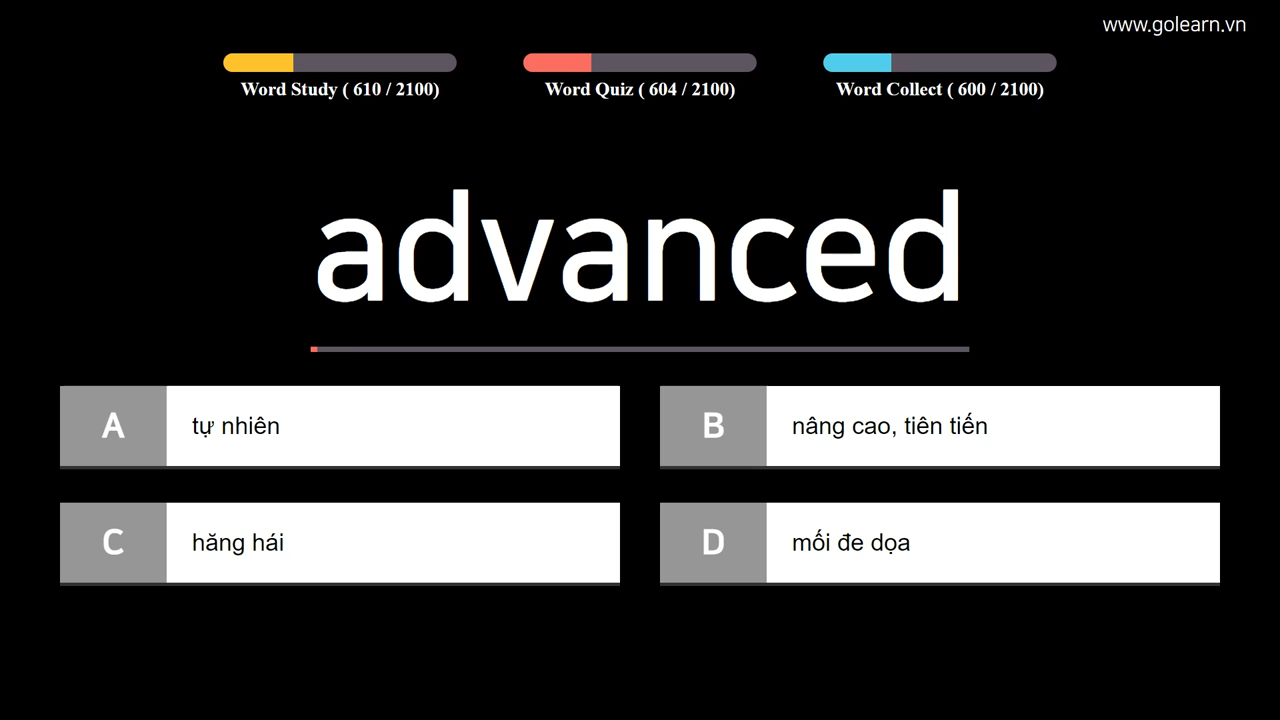 www.golearn.vn
Word Study ( 610 / 2100)
Word Quiz ( 604 / 2100)
Word Collect ( 600 / 2100)
advanced
A tự nhiên
B nâng cao, tiên tiến
C hăng hái
D mối đe dọa